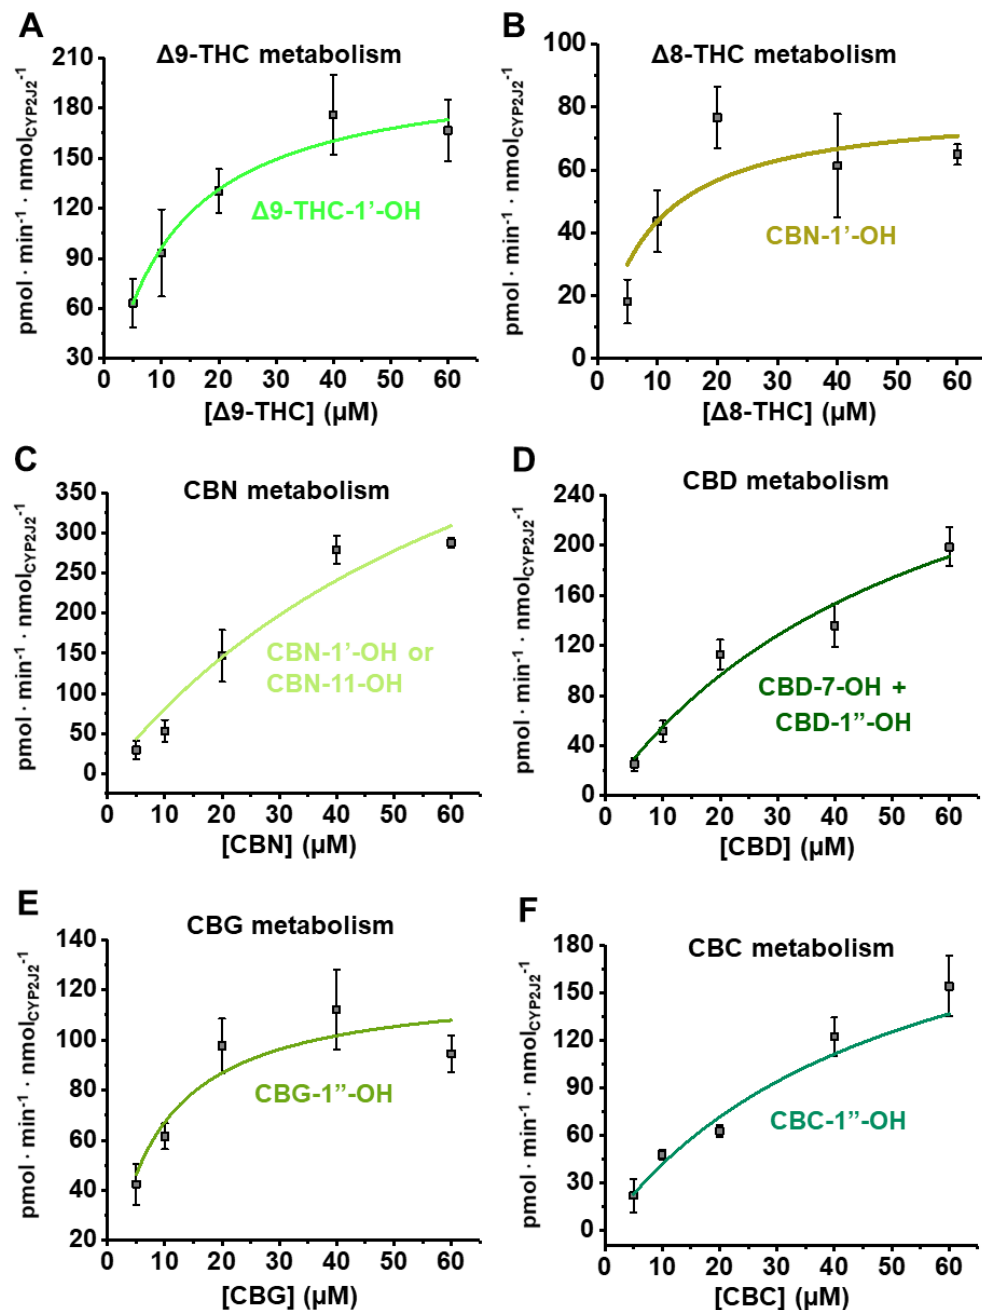 A
Δ9-THC metabolism
pmol · min⁻¹ · nmol_CYP2J2⁻¹
210
180
150
120
90
60
30
Δ9-THC-1'-OH
0 10 20 30 40 50 60
[Δ9-THC] (µM)
B
Δ8-THC metabolism
pmol · min⁻¹ · nmol_CYP2J2⁻¹
100
80
60
40
20
0
CBN-1'-OH
0 10 20 30 40 50 60
[Δ8-THC] (µM)
C
CBN metabolism
pmol · min⁻¹ · nmol_CYP2J2⁻¹
350
300
250
200
150
100
50
0
CBN-1'-OH or
CBN-11-OH
0 10 20 30 40 50 60
[CBN] (µM)
D
CBD metabolism
pmol · min⁻¹ · nmol_CYP2J2⁻¹
240
200
160
120
80
40
0
CBD-7-OH +
CBD-1''-OH
0 10 20 30 40 50 60
[CBD] (µM)
E
CBG metabolism
pmol · min⁻¹ · nmol_CYP2J2⁻¹
140
120
100
80
60
40
20
CBG-1''-OH
0 10 20 30 40 50 60
[CBG] (µM)
F
CBC metabolism
pmol · min⁻¹ · nmol_CYP2J2⁻¹
180
150
120
90
60
30
0
CBC-1''-OH
0 10 20 30 40 50 60
[CBC] (µM)